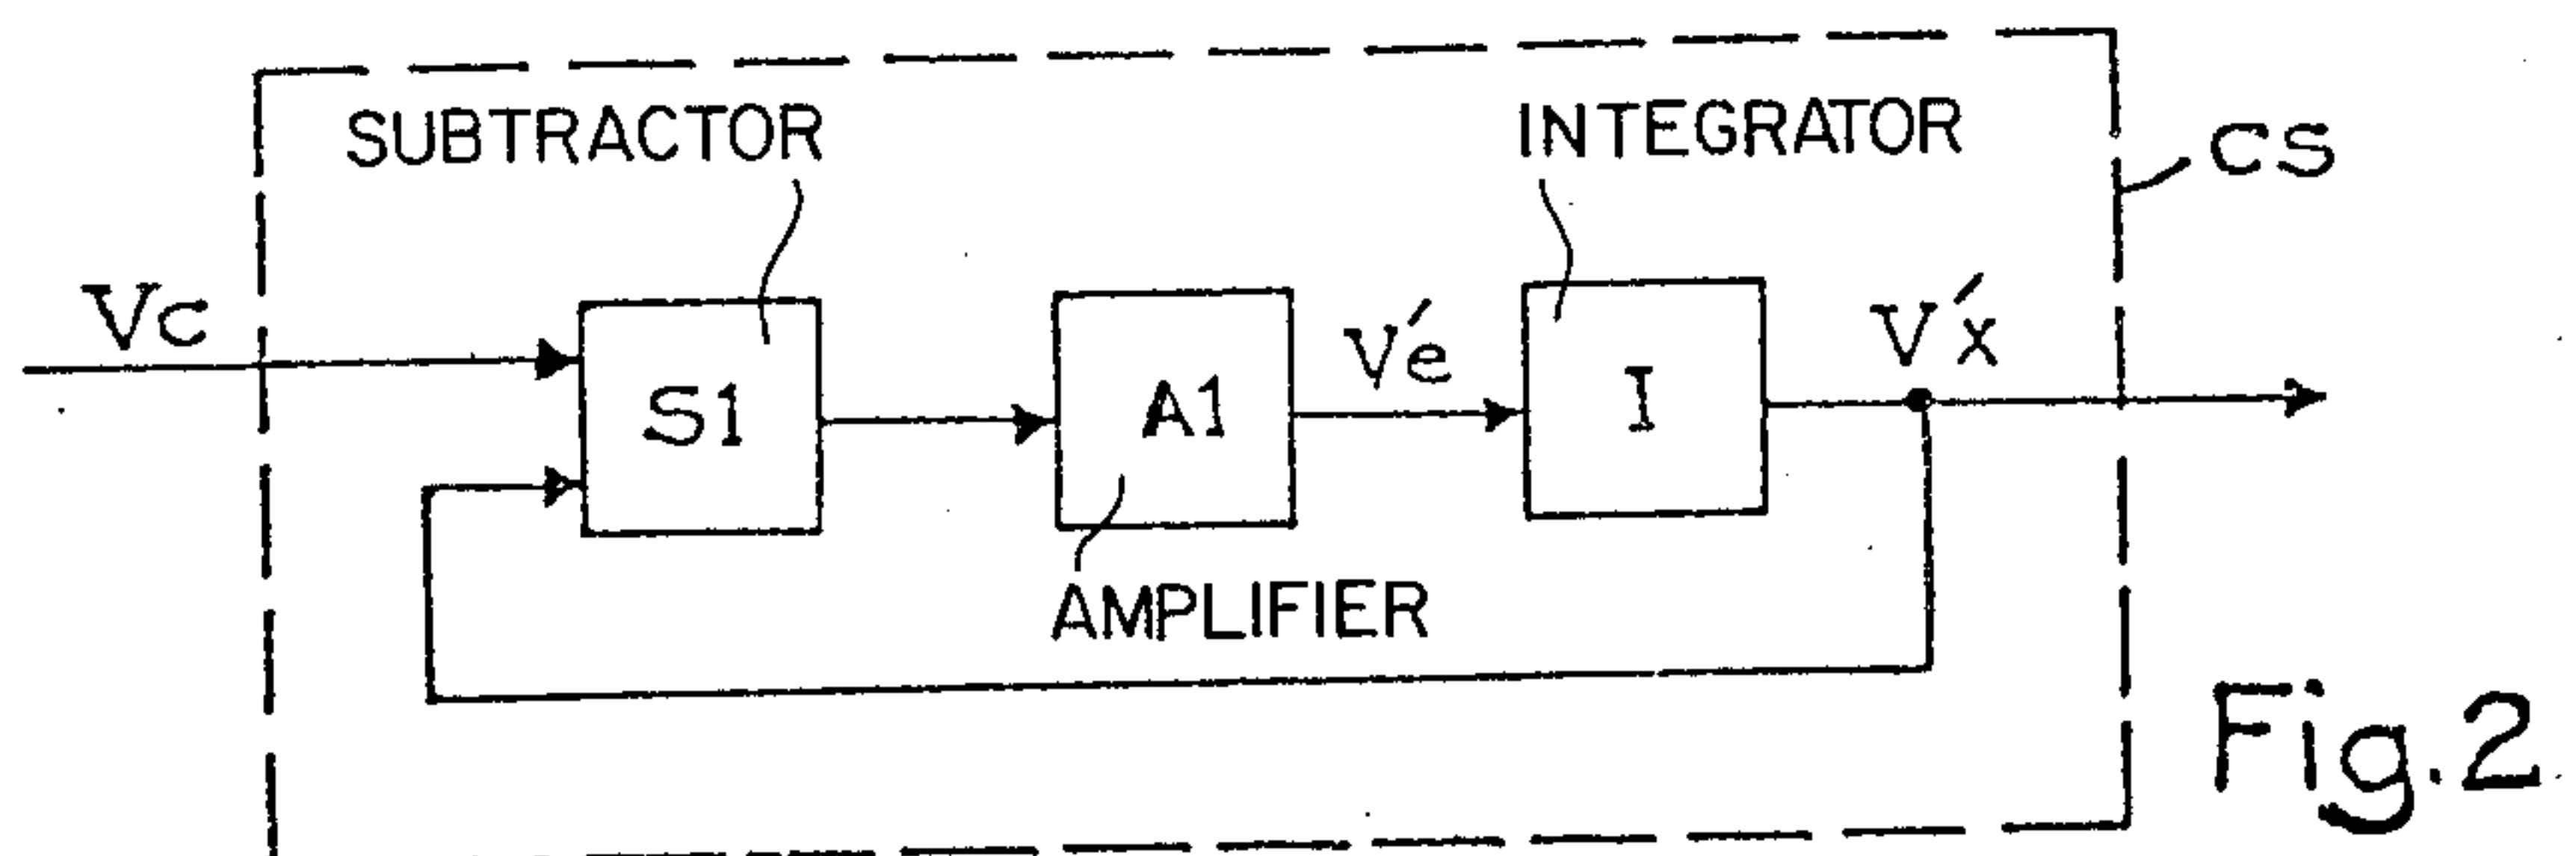 SUBTRACTOR
INTEGRATOR
CS
Vc
S1
A1
V'e
I
V'x
AMPLIFIER
Fig.2